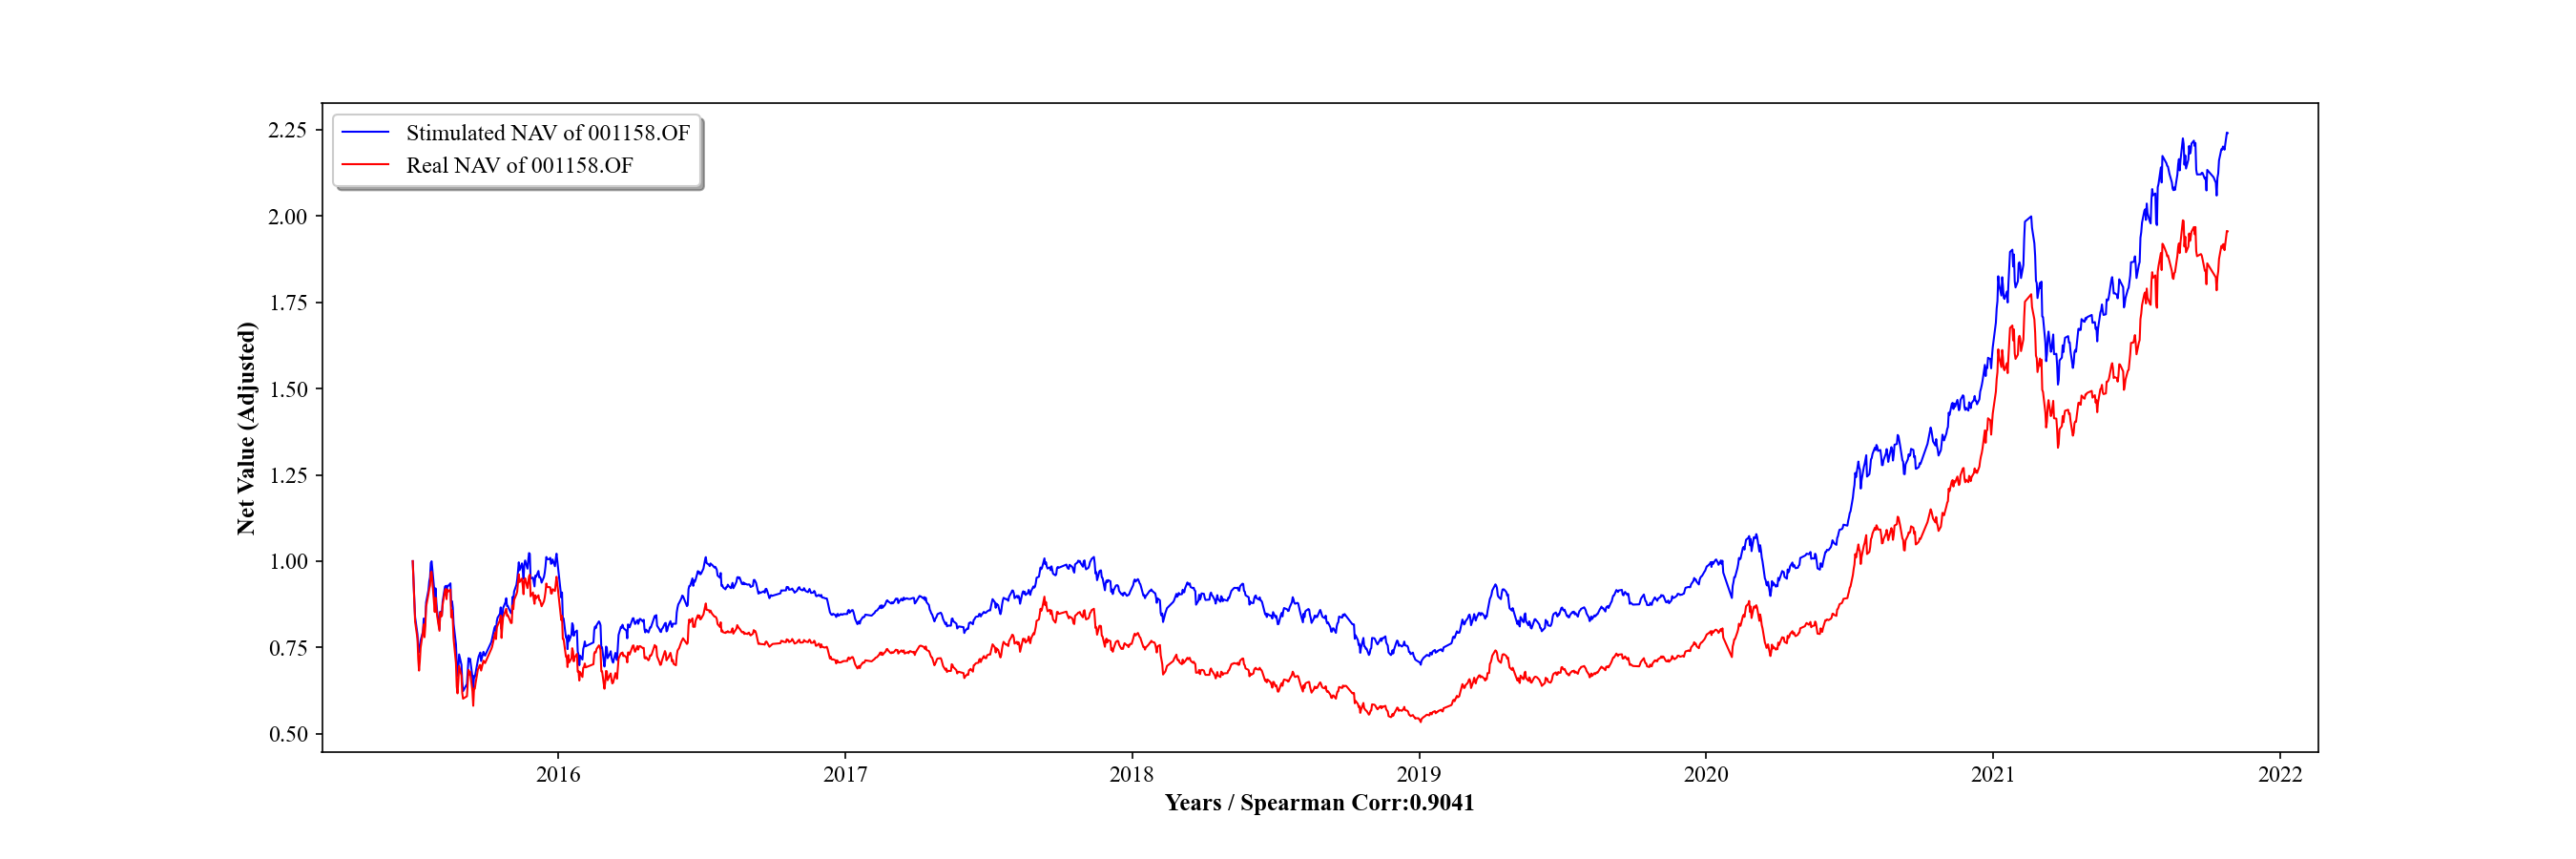 Stimulated NAV of 001158.OF
Real NAV of 001158.OF
Net Value (Adjusted)
2.25
2.00
1.75
1.50
1.25
1.00
0.75
0.50
2016 2017 2018 2019 2020 2021 2022
Years / Spearman Corr:0.9041